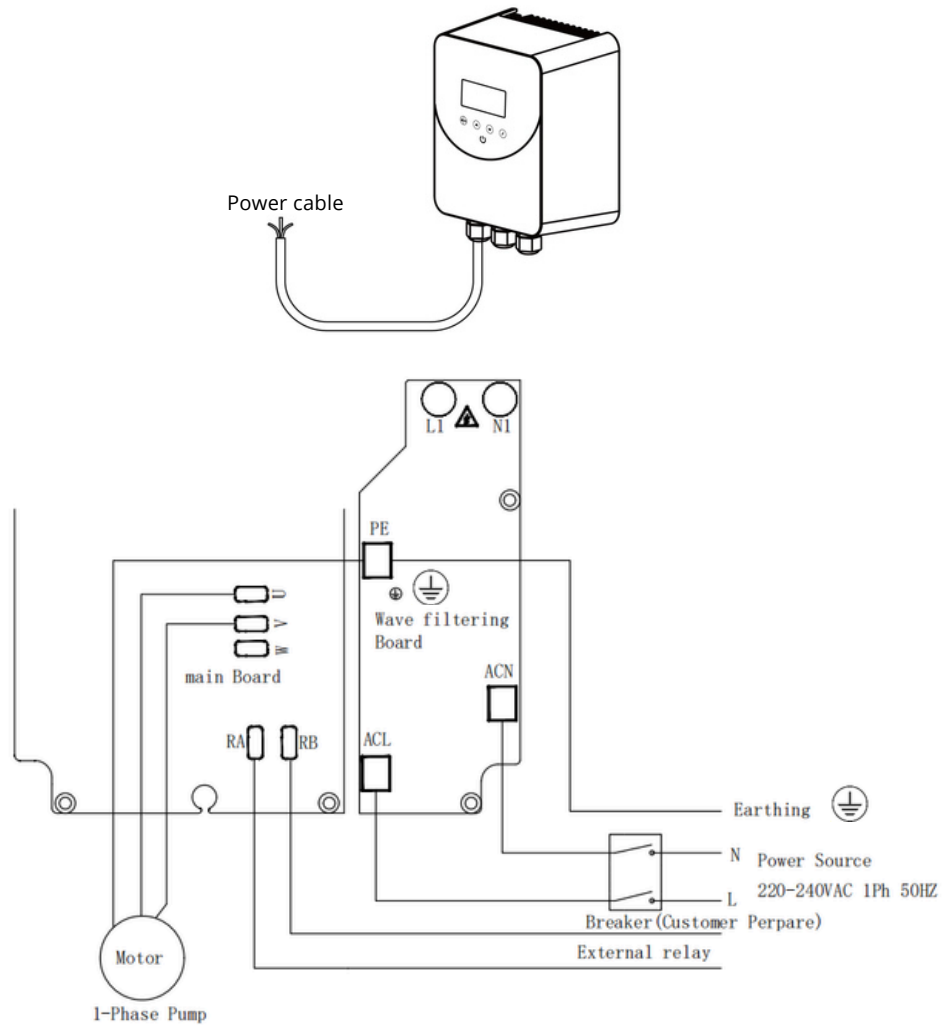 Power cable
L1
N1
PE
U
V
W
Wave filtering
Board
main Board
ACN
RA
RB
ACL
Earthing
N
Power Source
L
220-240VAC 1Ph 50HZ
Breaker(Customer Perpare)
External relay
Motor
1-Phase Pump